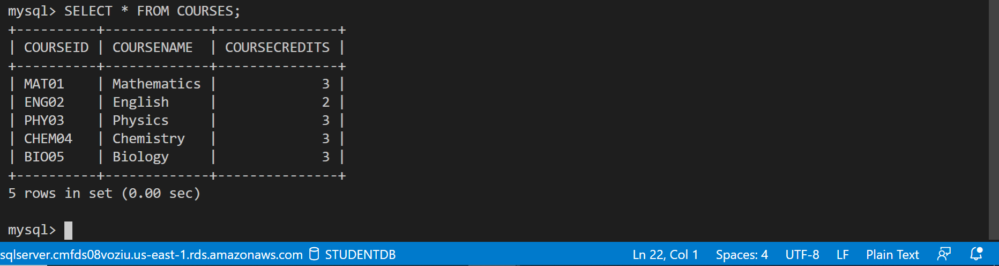 mysql> SELECT * FROM COURSES;
+----------+-------------+---------------+
| COURSEID | COURSENAME  | COURSECREDITS |
+----------+-------------+---------------+
| MAT01    | Mathematics |             3 |
| ENG02    | English     |             2 |
| PHY03    | Physics     |             3 |
| CHEM04   | Chemistry   |             3 |
| BIO05    | Biology     |             3 |
+----------+-------------+---------------+
5 rows in set (0.00 sec)
mysql>
sqlserver.cmfds08voziu.us-east-1.rds.amazonaws.com STUDENTDB Ln 22, Col 1 Spaces: 4 UTF-8 LF Plain Text